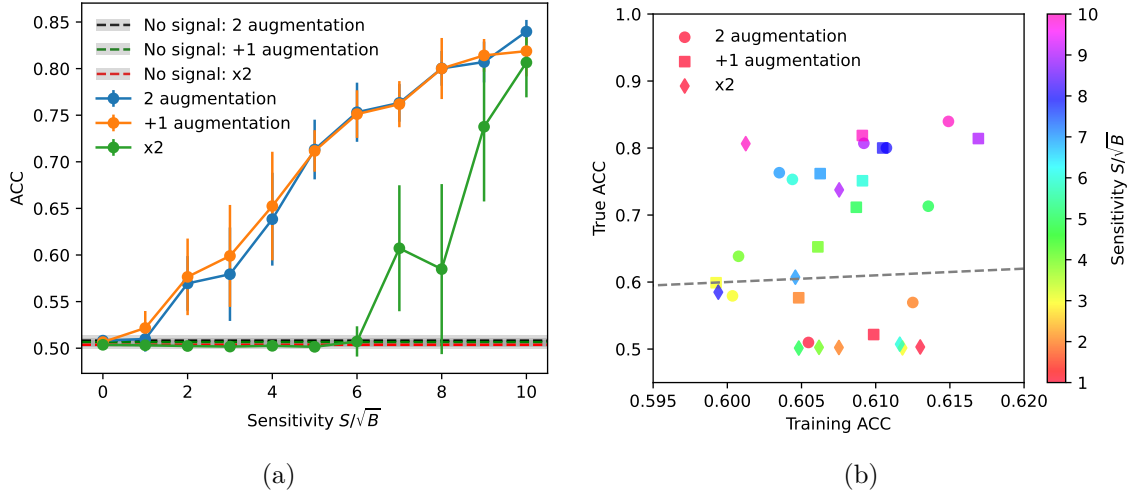 No signal: 2 augmentation
No signal: +1 augmentation
No signal: x2
2 augmentation
+1 augmentation
x2
ACC
0.85
0.80
0.75
0.70
0.65
0.60
0.55
0.50
0 2 4 6 8 10
Sensitivity S/√B
(a)
2 augmentation
+1 augmentation
x2
True ACC
1.0
0.9
0.8
0.7
0.6
0.5
0.595 0.600 0.605 0.610 0.615 0.620
Training ACC
10
9
8
7
6
5
4
3
2
1
Sensitivity S/√B
(b)